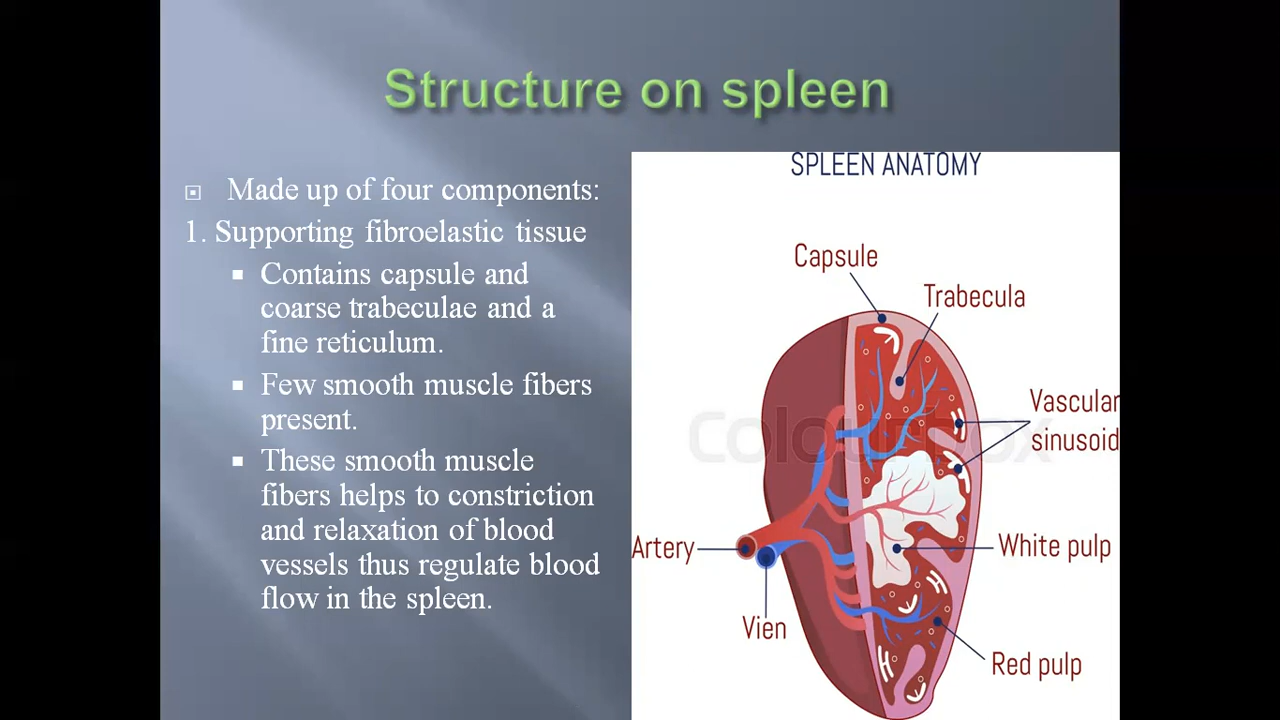 Structure on spleen
Made up of four components:
1. Supporting fibroelastic tissue
Contains capsule and
coarse trabeculae and a
fine reticulum.
Few smooth muscle fibers
present.
These smooth muscle
fibers helps to constriction
and relaxation of blood
vessels thus regulate blood
flow in the spleen.
SPLEEN ANATOMY
Capsule
Trabecula
Vascular
sinusoid
Artery
White pulp
Vien
Red pulp